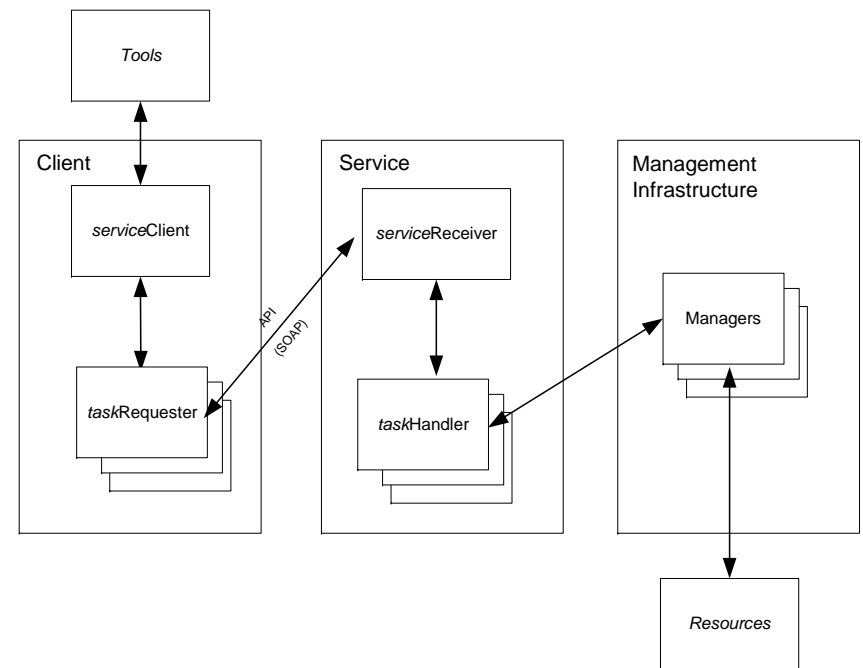 Tools
Client
serviceClient
taskRequester
API
(SOAP)
Service
serviceReceiver
taskHandler
Management
Infrastructure
Managers
Resources